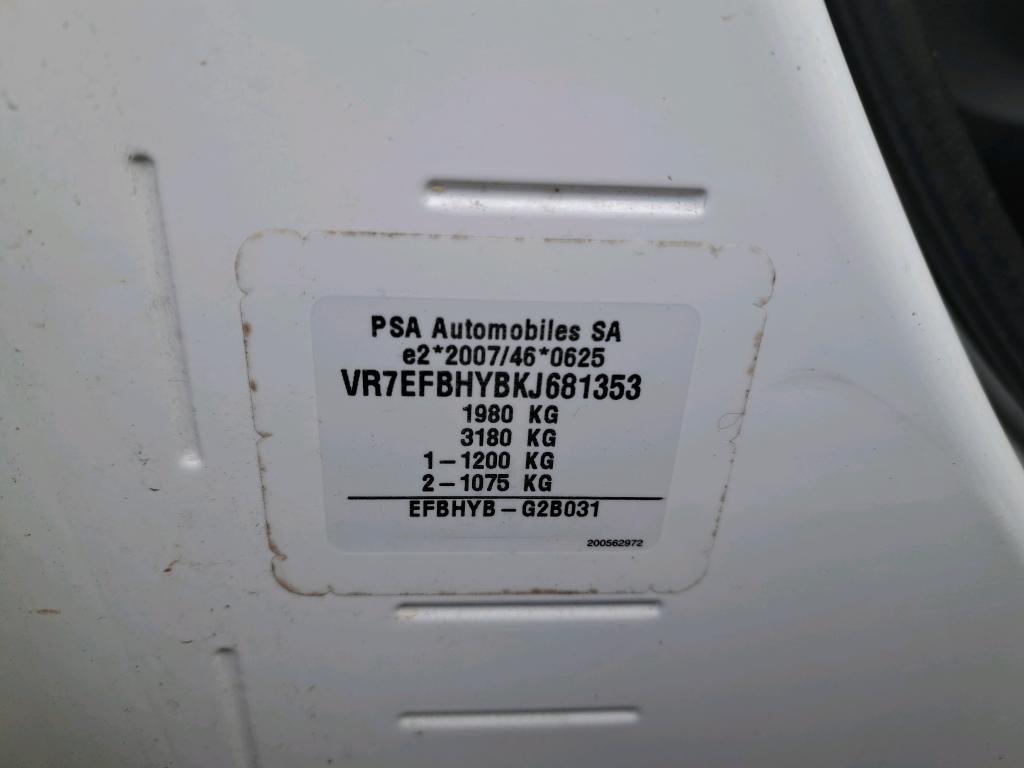 PSA Automobiles SA
e2*2007/46*0625
VR7EFBHYBKJ681353
1980 KG
3180 KG
1-1200 KG
2-1075 KG
EFBHYB-G2B031
200562972